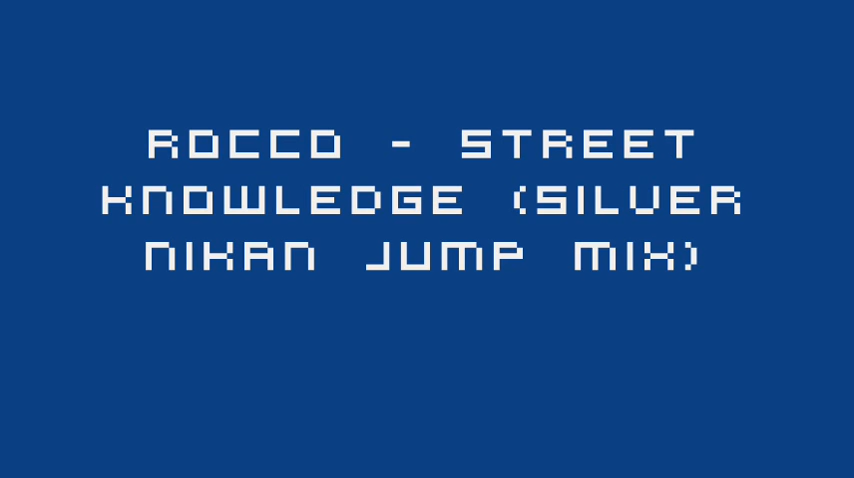 ROCCO - STREET
KNOWLEDGE (SILVER
NIKAN JUMP MIX)